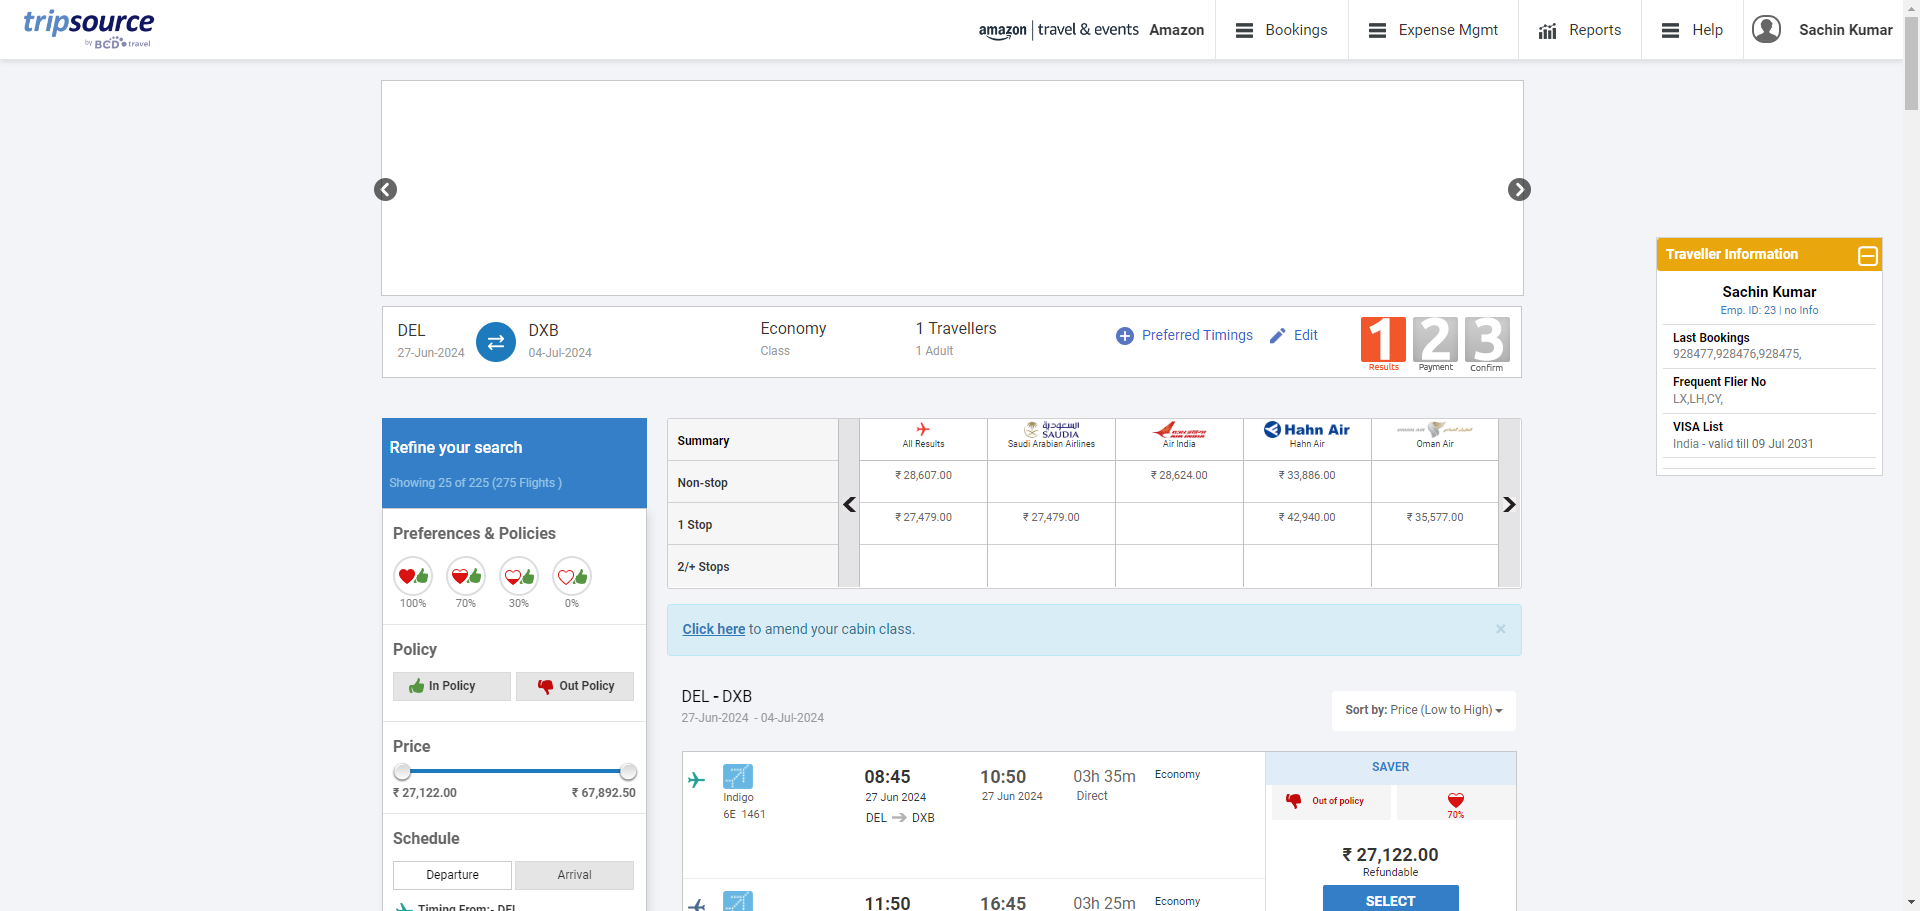 tripsource
by BCD travel
amazon | travel & events Amazon
Bookings
Expense Mgmt
Reports
Help
Sachin Kumar
DEL
27-Jun-2024
DXB
04-Jul-2024
Economy
Class
1 Travellers
1 Adult
Preferred Timings
Edit
1
Results
2
Payment
3
Confirm
Traveller Information
Sachin Kumar
Emp. ID: 23 | no Info
Last Bookings
928477,928476,928475,
Frequent Flier No
LX,LH,CY,
VISA List
India - valid till 09 Jul 2031
Refine your search
Showing 25 of 225 (275 Flights )
Preferences & Policies
100% 70% 30% 0%
Policy
In Policy Out Policy
Price
₹ 27,122.00 ₹ 67,892.50
Schedule
Departure Arrival
Timing From:- DEL
Summary
All Results
السعودية
SAUDIA
Saudi Arabian Airlines
AIR INDIA
Air India
Hahn Air
Hahn Air
OMAN AIR
Oman Air
Non-stop ₹ 28,607.00 ₹ 28,624.00 ₹ 33,886.00
1 Stop ₹ 27,479.00 ₹ 27,479.00 ₹ 42,940.00 ₹ 35,577.00
2/+ Stops
Click here to amend your cabin class.
×
DEL - DXB
27-Jun-2024 - 04-Jul-2024
Sort by: Price (Low to High)
Indigo
6E 1461
08:45
27 Jun 2024
DEL DXB
10:50
27 Jun 2024
03h 35m
Direct
Economy
SAVER
Out of policy
70%
₹ 27,122.00
Refundable
SELECT
11:50
16:45
03h 25m
Economy